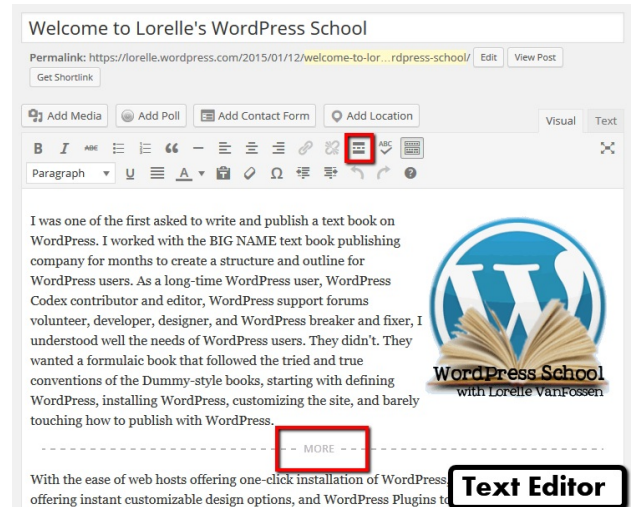 Welcome to Lorelle's WordPress School
Permalink: https://lorelle.wordpress.com/2015/01/12/welcome-to-lor…rdpress-school/ Edit View Post
Get Shortlink
Add Media Add Poll Add Contact Form Add Location Visual Text
B I ABC ABC
Paragraph U A Ω
I was one of the first asked to write and publish a text book on
WordPress. I worked with the BIG NAME text book publishing
company for months to create a structure and outline for
WordPress users. As a long-time WordPress user, WordPress
Codex contributor and editor, WordPress support forums
volunteer, developer, designer, and WordPress breaker and fixer, I
understood well the needs of WordPress users. They didn't. They
wanted a formulaic book that followed the tried and true
conventions of the Dummy-style books, starting with defining
WordPress, installing WordPress, customizing the site, and barely
touching how to publish with WordPress.
WordPress School
with Lorelle VanFossen
MORE
With the ease of web hosts offering one-click installation of WordPress,
offering instant customizable design options, and WordPress Plugins to
Text Editor